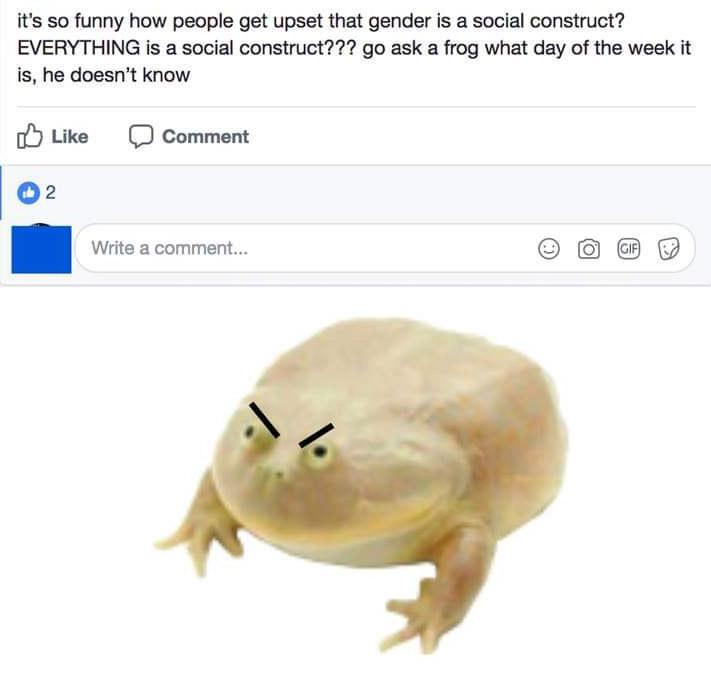 it's so funny how people get upset that gender is a social construct?
EVERYTHING is a social construct??? go ask a frog what day of the week it
is, he doesn't know
Like Comment
2
Write a comment... GIF